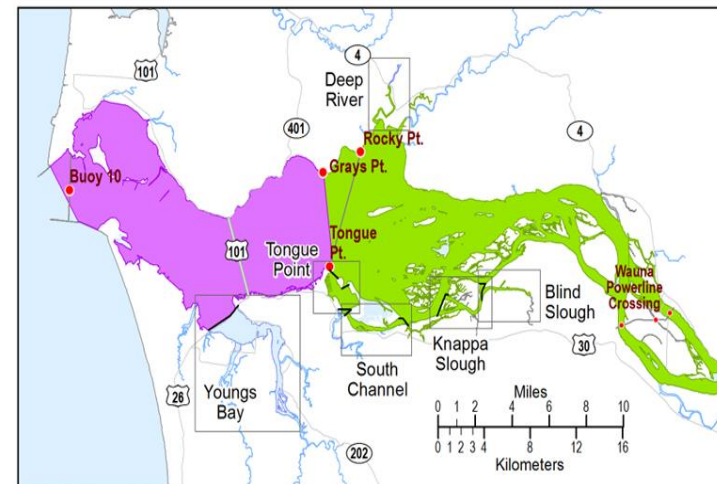 4
Deep
River
101
401
4
Rocky Pt.
Grays Pt.
Buoy 10
101
Tongue
Pt.
Tongue
Point
Wauna
Powerline
Crossing
Blind
Slough
Knappa
Slough
30
South
Channel
Youngs
Bay
26
202
Miles
0 1 2 4 6 8 10
0 1 2 3 4 8 12 16
Kilometers